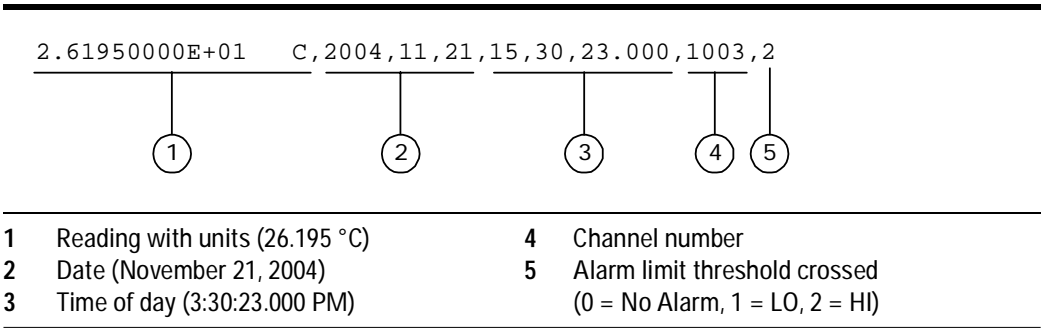 2.61950000E+01    C,2004,11,21,15,30,23.000,1003,2
1 2 3 4 5
1 Reading with units (26.195 °C)
2 Date (November 21, 2004)
3 Time of day (3:30:23.000 PM)
4 Channel number
5 Alarm limit threshold crossed
(0 = No Alarm, 1 = LO, 2 = HI)